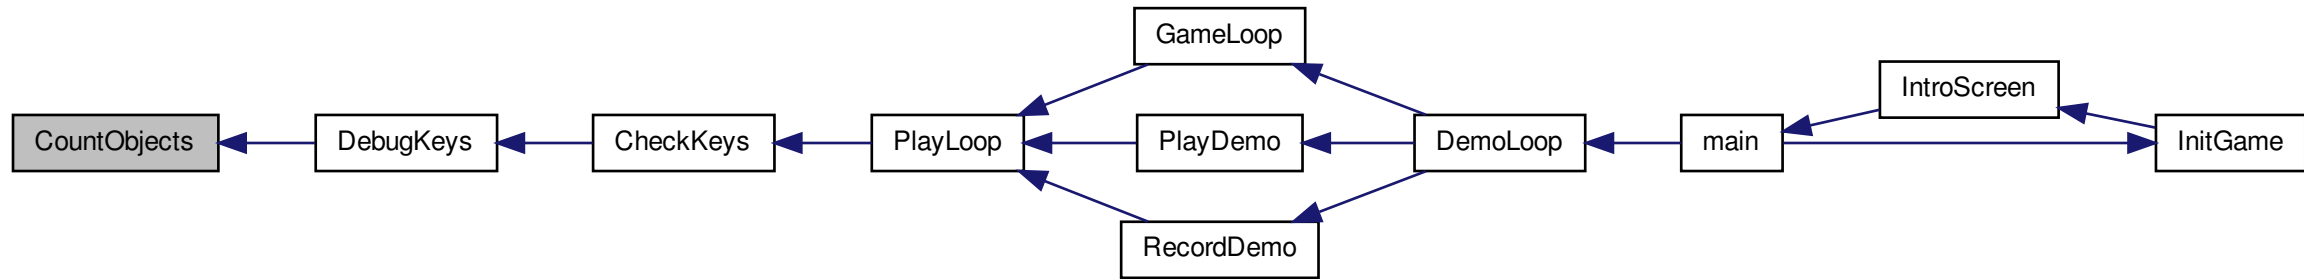 GameLoop
IntroScreen
CountObjects
DebugKeys
CheckKeys
PlayLoop
PlayDemo
DemoLoop
main
InitGame
RecordDemo